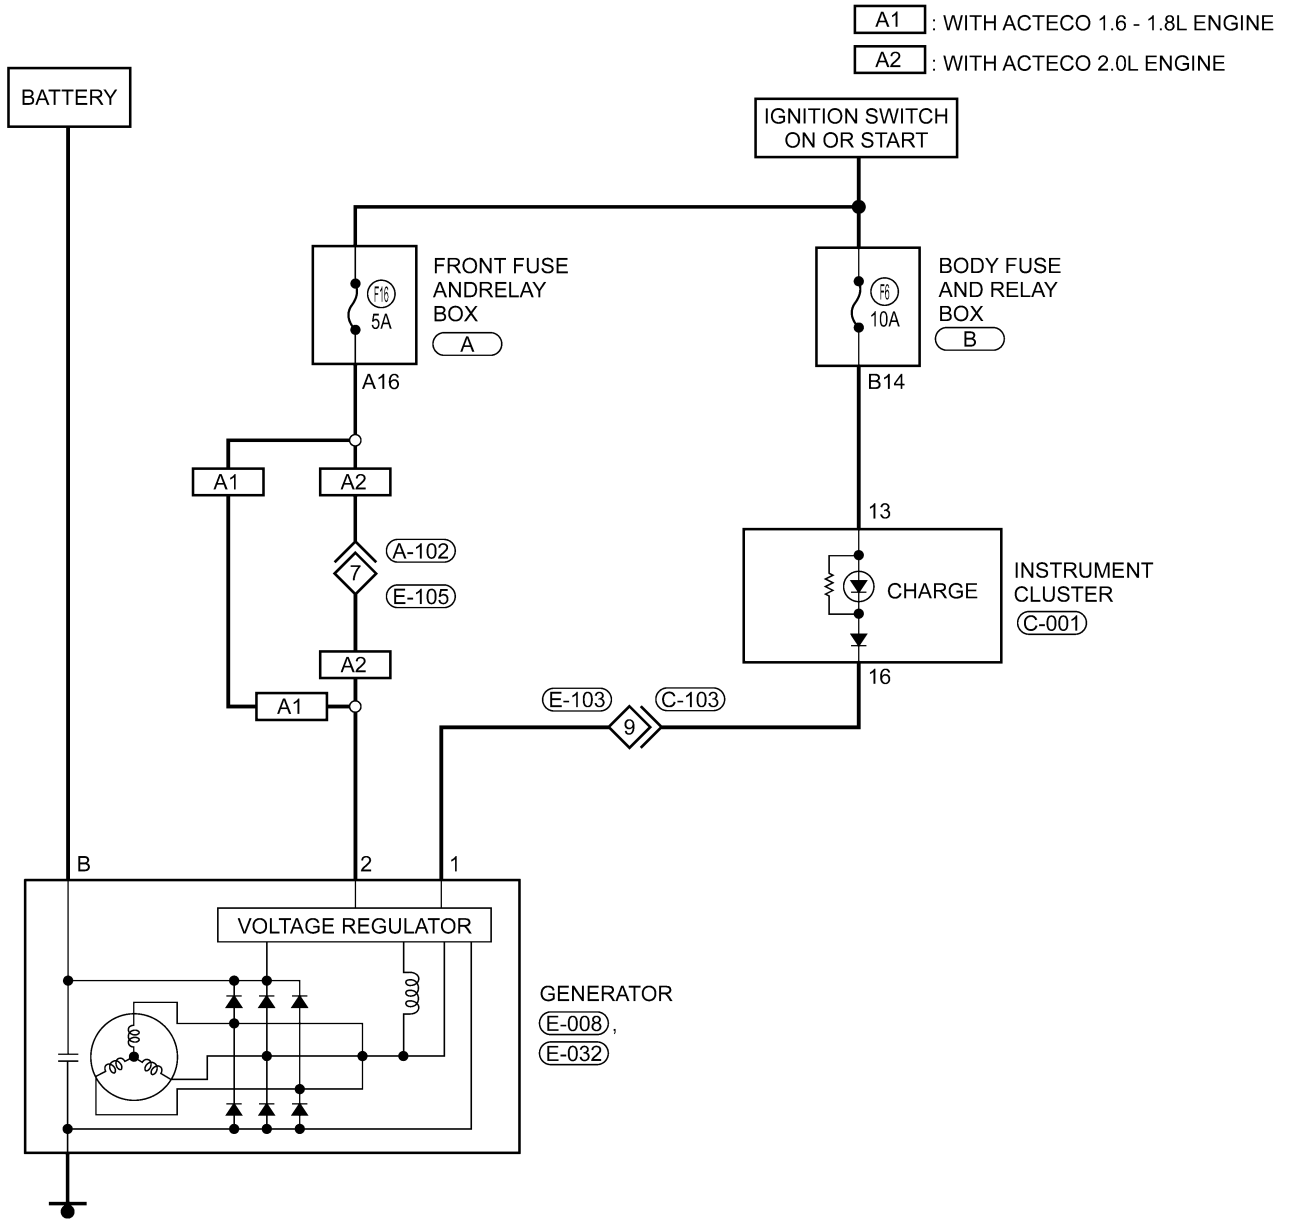 A1 : WITH ACTECO 1.6 - 1.8L ENGINE
A2 : WITH ACTECO 2.0L ENGINE
BATTERY
IGNITION SWITCH
ON OR START
FRONT FUSE
ANDRELAY
BOX
A
F16
5A
A16
BODY FUSE
AND RELAY
BOX
B
F6
10A
B14
A1
A2
A-102
7
E-105
A2
A1
13
CHARGE
INSTRUMENT
CLUSTER
C-001
16
E-103
9
C-103
B
2
1
VOLTAGE REGULATOR
GENERATOR
E-008 ,
E-032